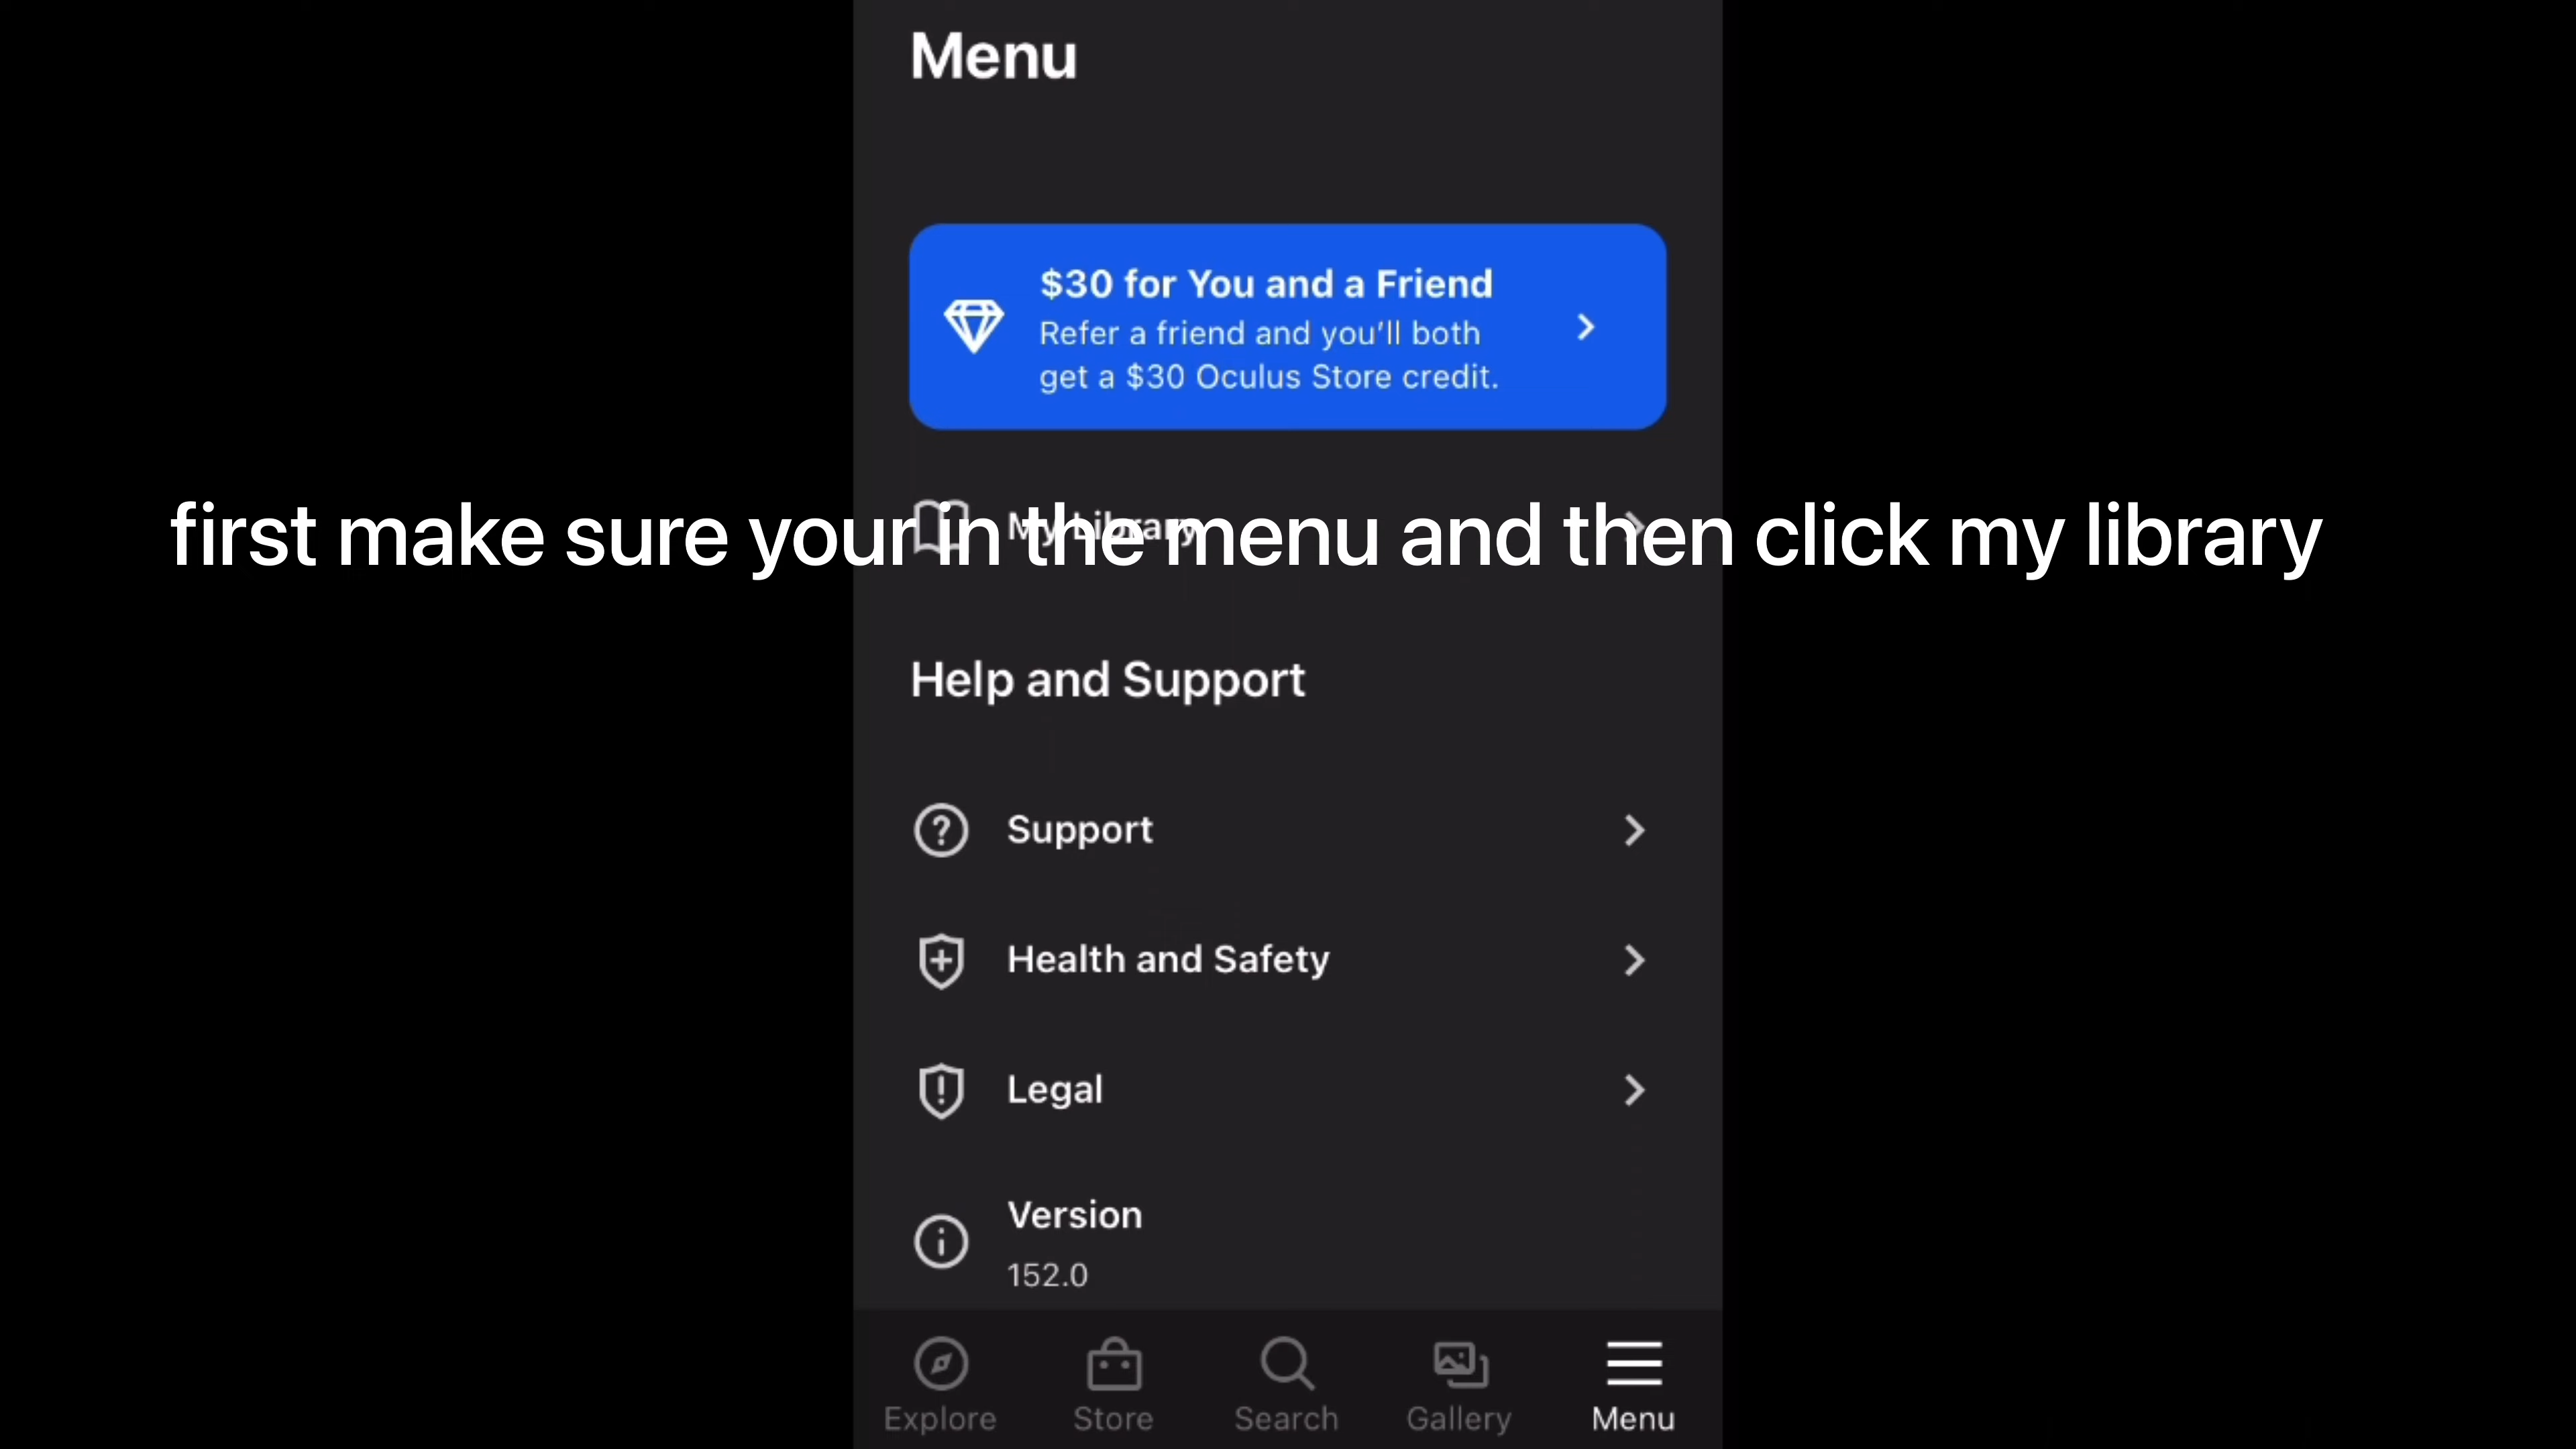 Menu
$30 for You and a Friend
Refer a friend and you'll both
get a $30 Oculus Store credit.
My Library
first make sure your in the menu and then click my library
Help and Support
Support
Health and Safety
Legal
Version
152.0
Explore
Store
Search
Gallery
Menu